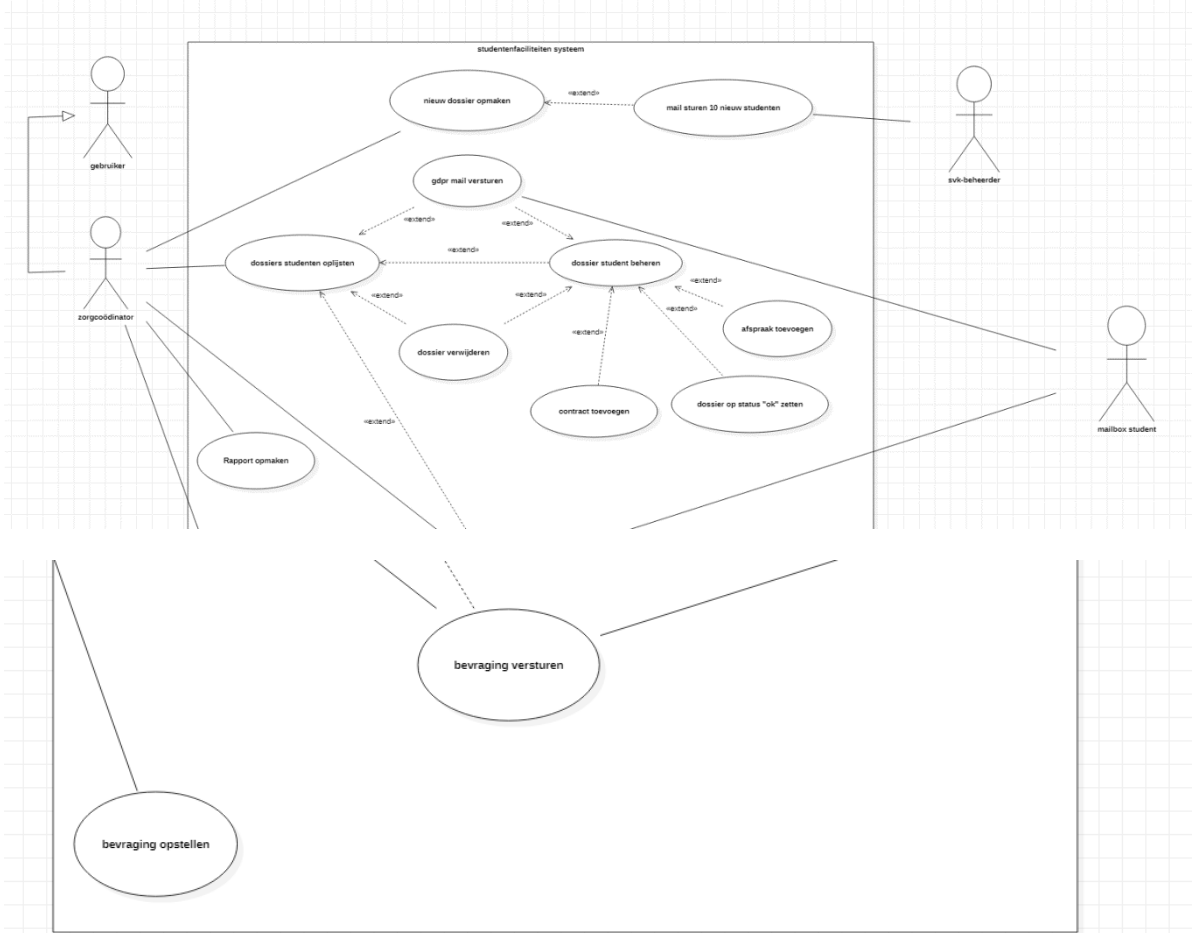 studentenfaciliteiten systeem
nieuw dossier opmaken
«extend»
mail sturen 10 nieuw studenten
gebruiker
svk-beheerder
gdpr mail versturen
«extend»
«extend»
dossiers studenten oplijsten
«extend»
dossier student beheren
«extend»
«extend»
«extend»
«extend»
zorgcoödinator
afspraak toevoegen
«extend»
dossier verwijderen
contract toevoegen
dossier op status "ok" zetten
«extend»
mailbox student
Rapport opmaken
bevraging versturen
bevraging opstellen